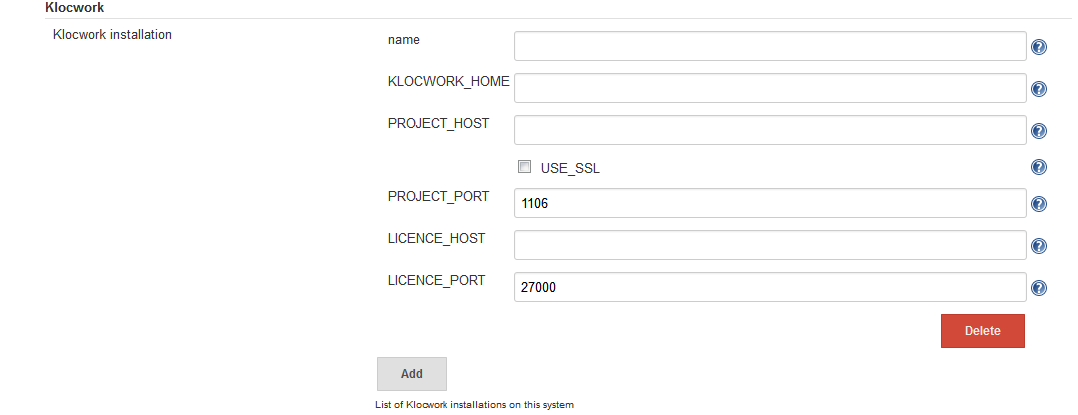 Klocwork
Klocwork installation
name
KLOCWORK_HOME
PROJECT_HOST
USE_SSL
PROJECT_PORT 1106
LICENCE_HOST
LICENCE_PORT 27000
Delete
Add
List of Klocwork installations on this system